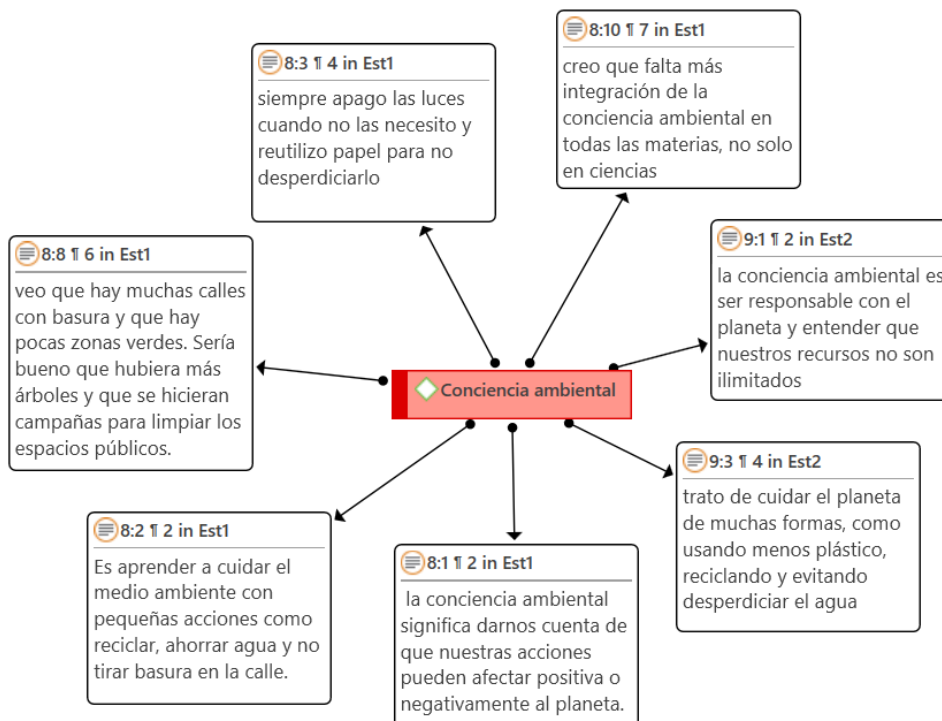 8:10 ¶ 7 in Est1
creo que falta más
integración de la
conciencia ambiental en
todas las materias, no solo
en ciencias
8:3 ¶ 4 in Est1
siempre apago las luces
cuando no las necesito y
reutilizo papel para no
desperdiciarlo
9:1 ¶ 2 in Est2
la conciencia ambiental es
ser responsable con el
planeta y entender que
nuestros recursos no son
ilimitados
8:8 ¶ 6 in Est1
veo que hay muchas calles
con basura y que hay
pocas zonas verdes. Sería
bueno que hubiera más
árboles y que se hicieran
campañas para limpiar los
espacios públicos.
Conciencia ambiental
9:3 ¶ 4 in Est2
trato de cuidar el planeta
de muchas formas, como
usando menos plástico,
reciclando y evitando
desperdiciar el agua
8:2 ¶ 2 in Est1
Es aprender a cuidar el
medio ambiente con
pequeñas acciones como
reciclar, ahorrar agua y no
tirar basura en la calle.
8:1 ¶ 2 in Est1
la conciencia ambiental
significa darnos cuenta de
que nuestras acciones
pueden afectar positiva o
negativamente al planeta.